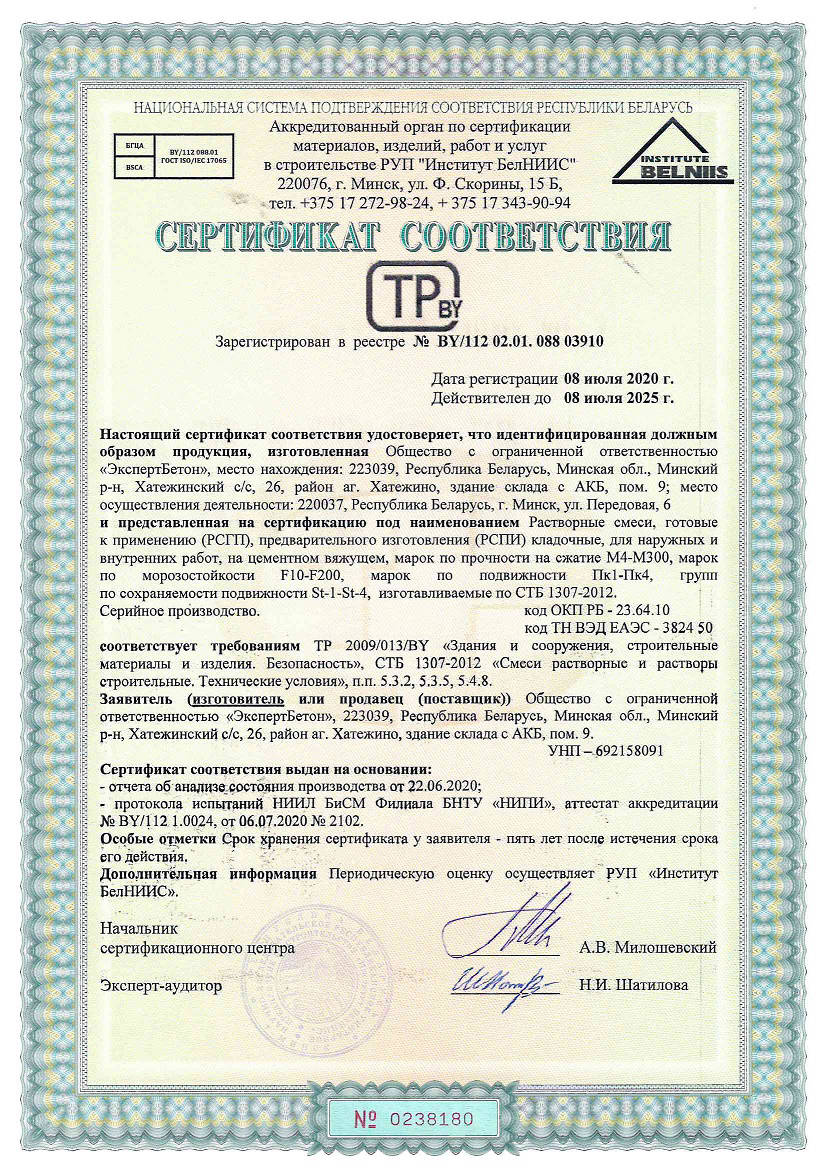 НАЦИОНАЛЬНАЯ СИСТЕМА ПОДТВЕРЖДЕНИЯ СООТВЕТСТВИЯ РЕСПУБЛИКИ БЕЛАРУСЬ
БГЦА
BSCA
BY/112 088.01
ГОСТ ISO/IEC 17065
Аккредитованный орган по сертификации
материалов, изделий, работ и услуг
в строительстве РУП "Институт БелНИИС"
220076, г. Минск, ул. Ф. Скорины, 15 Б,
тел. +375 17 272-98-24, + 375 17 343-90-94
INSTITUTE
BELNIIS
СЕРТИФИКАТ СООТВЕТСТВИЯ
ТР BY
Зарегистрирован в реестре № BY/112 02.01. 088 03910
Дата регистрации 08 июля 2020 г.
Действителен до 08 июля 2025 г.
Настоящий сертификат соответствия удостоверяет, что идентифицированная должным
образом продукция, изготовленная Общество с ограниченной ответственностью
«ЭкспертБетон», место нахождения: 223039, Республика Беларусь, Минская обл., Минский
р-н, Хатежинский с/с, 26, район аг. Хатежино, здание склада с АКБ, пом. 9; место
осуществления деятельности: 220037, Республика Беларусь, г. Минск, ул. Передовая, 6
и представленная на сертификацию под наименованием Растворные смеси, готовые
к применению (РСГП), предварительного изготовления (РСПИ) кладочные, для наружных и
внутренних работ, на цементном вяжущем, марок по прочности на сжатие М4-М300, марок
по морозостойкости F10-F200, марок по подвижности Пк1-Пк4, групп
по сохраняемости подвижности St-1-St-4, изготавливаемые по СТБ 1307-2012.
Серийное производство. код ОКП РБ - 23.64.10
код ТН ВЭД ЕАЭС - 3824 50
соответствует требованиям ТР 2009/013/BY «Здания и сооружения, строительные
материалы и изделия. Безопасность», СТБ 1307-2012 «Смеси растворные и растворы
строительные. Технические условия», п.п. 5.3.2, 5.3.5, 5.4.8.
Заявитель (изготовитель или продавец (поставщик)) Общество с ограниченной
ответственностью «ЭкспертБетон», 223039, Республика Беларусь, Минская обл., Минский
р-н, Хатежинский с/с, 26, район аг. Хатежино, здание склада с АКБ, пом. 9.
УНП – 692158091
Сертификат соответствия выдан на основании:
- отчета об анализе состояния производства от 22.06.2020;
- протокола испытаний НИИЛ БиСМ Филиала БНТУ «НИПИ», аттестат аккредитации
№ BY/112 1.0024, от 06.07.2020 № 2102.
Особые отметки Срок хранения сертификата у заявителя - пять лет после истечения срока
его действия.
Дополнительная информация Периодическую оценку осуществляет РУП «Институт
БелНИИС».
Начальник
сертификационного центра А.В. Милошевский
Эксперт-аудитор Н.И. Шатилова
№ 0238180